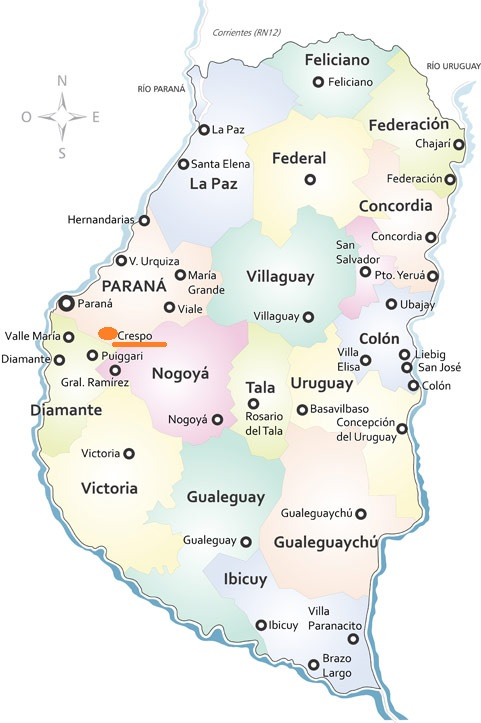 Corrientes (RN12)
Feliciano
Feliciano
RÍO URUGUAY
RÍO PARANÁ
N
O
E
S
La Paz
Federación
Chajarí
Santa Elena
Federal
La Paz
Federación
Concordia
Hernandarias
San
Salvador
Concordia
V. Urquiza
María
Grande
PARANÁ
Villaguay
Pto. Yeruá
Paraná
Viale
Villaguay
Ubajay
Valle María
Crespo
Colón
Diamante
Puiggari
Villa
Elisa
Liebig
San José
Gral. Ramírez
Nogoyá
Tala
Uruguay
Colón
Diamante
Nogoyá
Rosario
del Tala
Basavilbaso
Concepción
del Uruguay
Victoria
Victoria
Gualeguay
Gualeguaychú
Gualeguay
Gualeguaychú
Ibicuy
Ibicuy
Villa
Paranacito
Brazo
Largo